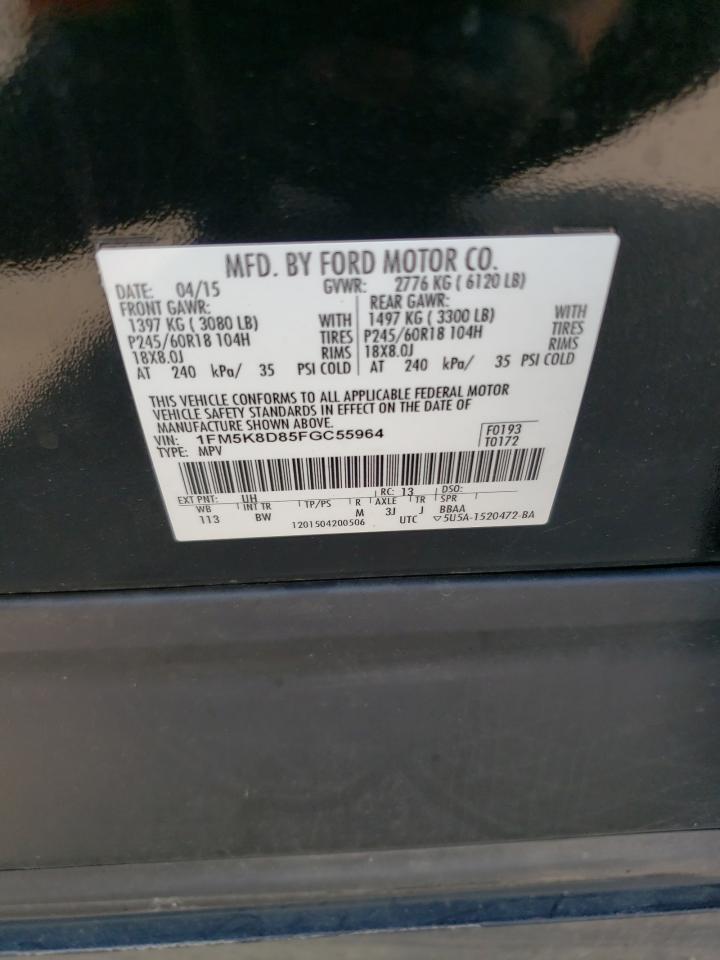 MFD. BY FORD MOTOR CO.
DATE: 04/15 GVWR: 2776 KG ( 6120 LB)
FRONT GAWR: REAR GAWR:
1397 KG ( 3080 LB) WITH 1497 KG ( 3300 LB) WITH
P245/60R18 104H TIRES P245/60R18 104H TIRES
18X8.0J RIMS 18X8.0J RIMS
AT 240 kPa/ 35 PSI COLD AT 240 kPa/ 35 PSI COLD
THIS VEHICLE CONFORMS TO ALL APPLICABLE FEDERAL MOTOR
VEHICLE SAFETY STANDARDS IN EFFECT ON THE DATE OF
MANUFACTURE SHOWN ABOVE.
VIN: 1FM5K8D85FGC55964 F0193
TYPE: MPV T0172
EXT PNT: UH RC: 13 DSO:
WB INT TR TP/PS R AXLE TR SPR
113 BW M 3J J BBAA
1201504200506 UTC ▽5U5A-1520472-BA